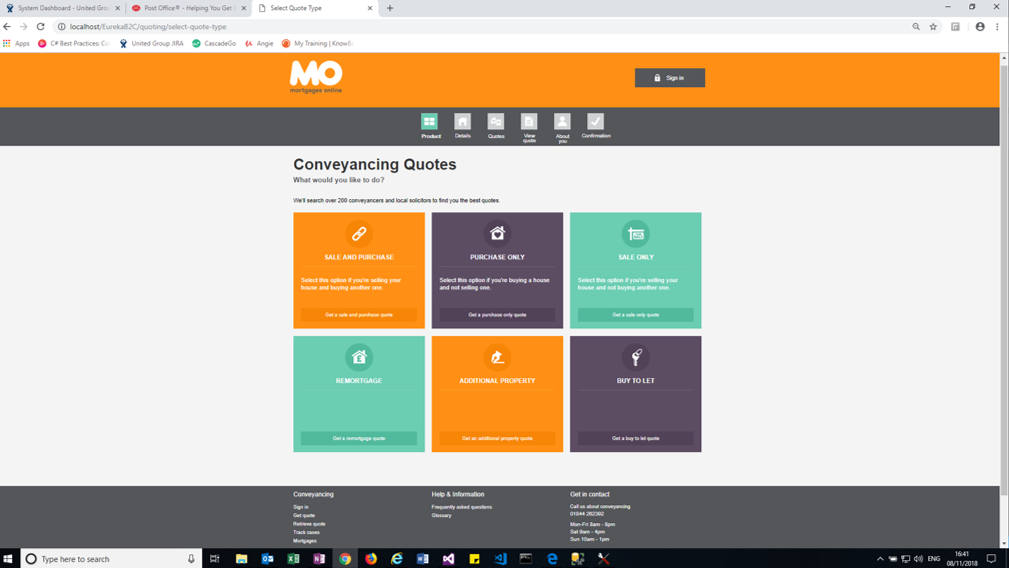 System Dashboard - United Grou
Post Office® - Helping You Get
Select Quote Type
localhost/EurekaB2C/quoting/select-quote-type
Apps
C# Best Practices: Co
United Group JIRA
CascadeGo
Angie
My Training | KnowB
MO
mortgages online
Sign in
Product
Details
Quotes
View
quote
About
you
Confirmation
Conveyancing Quotes
What would you like to do?
We'll search over 200 conveyancers and local solicitors to find you the best quotes.
SALE AND PURCHASE
Select this option if you're selling your
house and buying another one.
Get a sale and purchase quote
PURCHASE ONLY
Select this option if you're buying a house
and not selling one.
Get a purchase only quote
SALE ONLY
Select this option if you're selling your
house and not buying another one
Get a sale only quote
REMORTGAGE
Get a remortgage quote
ADDITIONAL PROPERTY
Get an additional property quote
BUY TO LET
Get a buy to let quote
Conveyancing
Sign in
Get quote
Retrieve quote
Track cases
Mortgages
Help & Information
Frequently asked questions
Glossary
Get in contact
Call us about conveyancing
01844 262392
Mon-Fri 8am - 8pm
Sat 9am - 4pm
Sun 10am - 1pm
Type here to search
ENG
16:41
08/11/2018